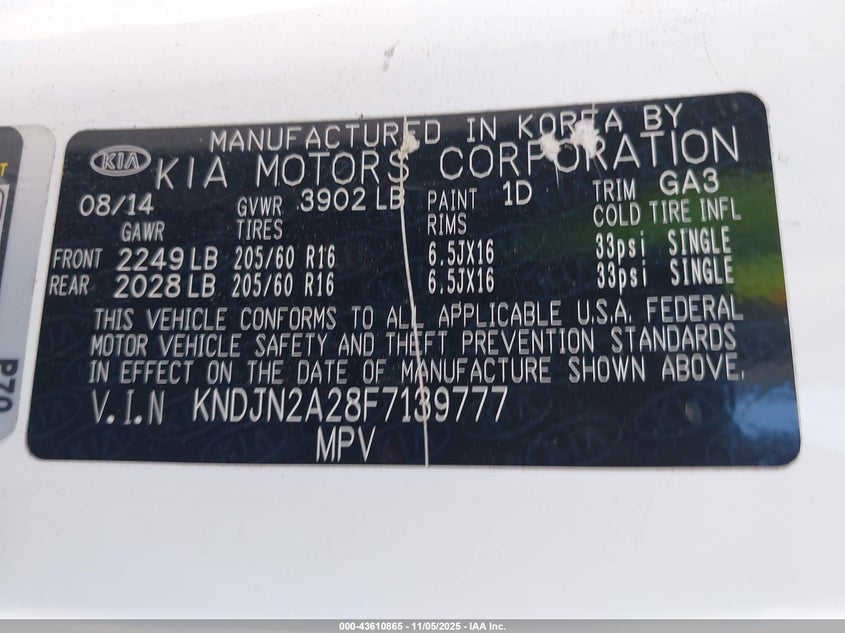 MANUFACTURED IN KOREA BY
KIA KIA MOTORS CORPORATION
08/14 GVWR 3902 LB PAINT 1D TRIM GA3
GAWR TIRES RIMS COLD TIRE INFL
FRONT 2249 LB 205/60 R16 6.5JX16 33psi SINGLE
REAR 2028 LB 205/60 R16 6.5JX16 33psi SINGLE
THIS VEHICLE CONFORMS TO ALL APPLICABLE U.S.A. FEDERAL
MOTOR VEHICLE SAFETY AND THEFT PREVENTION STANDARDS
IN EFFECT ON THE DATE OF MANUFACTURE SHOWN ABOVE.
V.I.N KNDJN2A28F7139777
MPV
P70
000-43610865 - 11/05/2025 - IAA Inc.